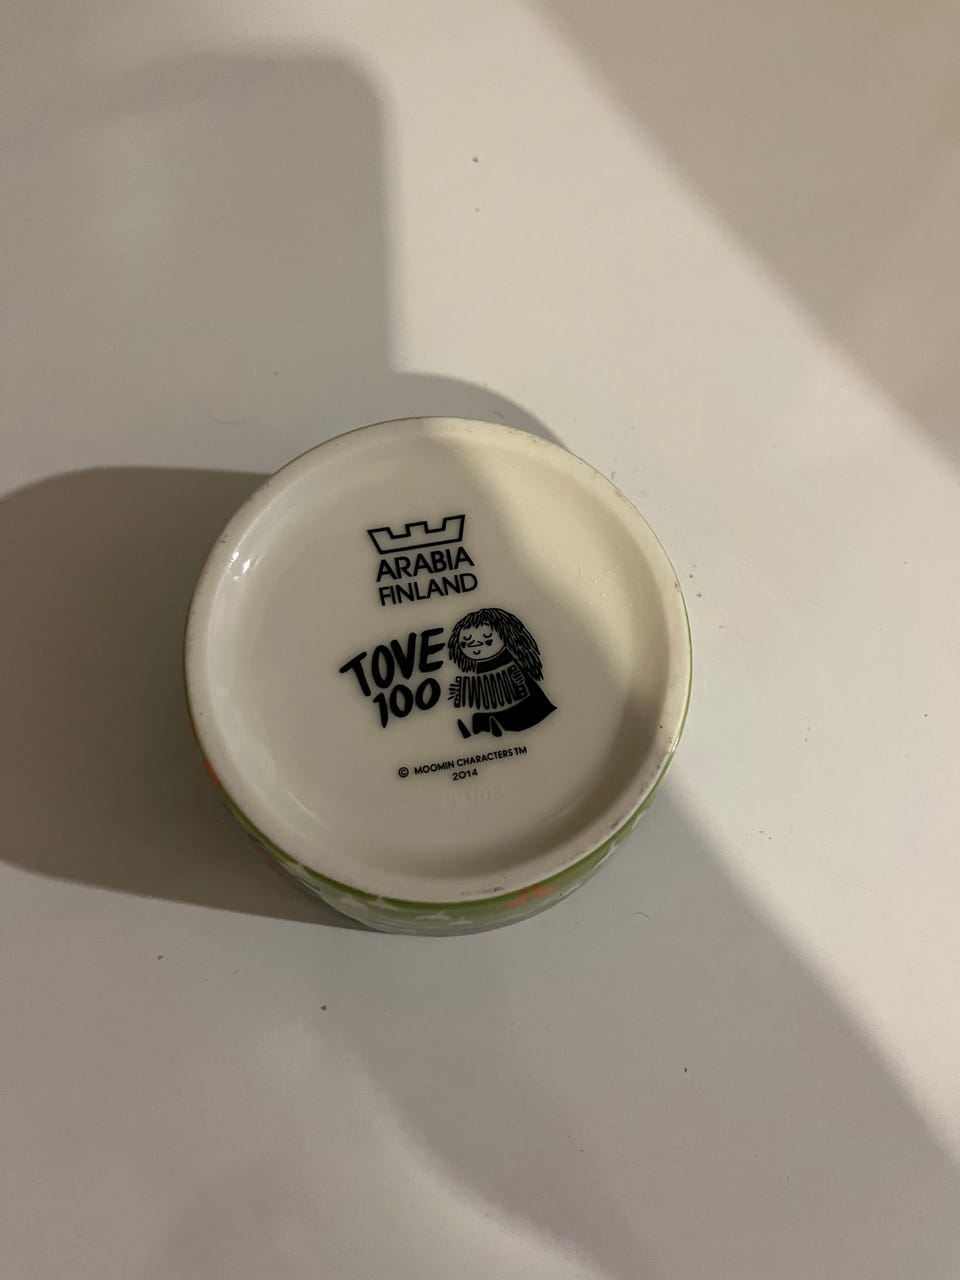 ARABIA
FINLAND
TOVE
100
© MOOMIN CHARACTERS TM
2014